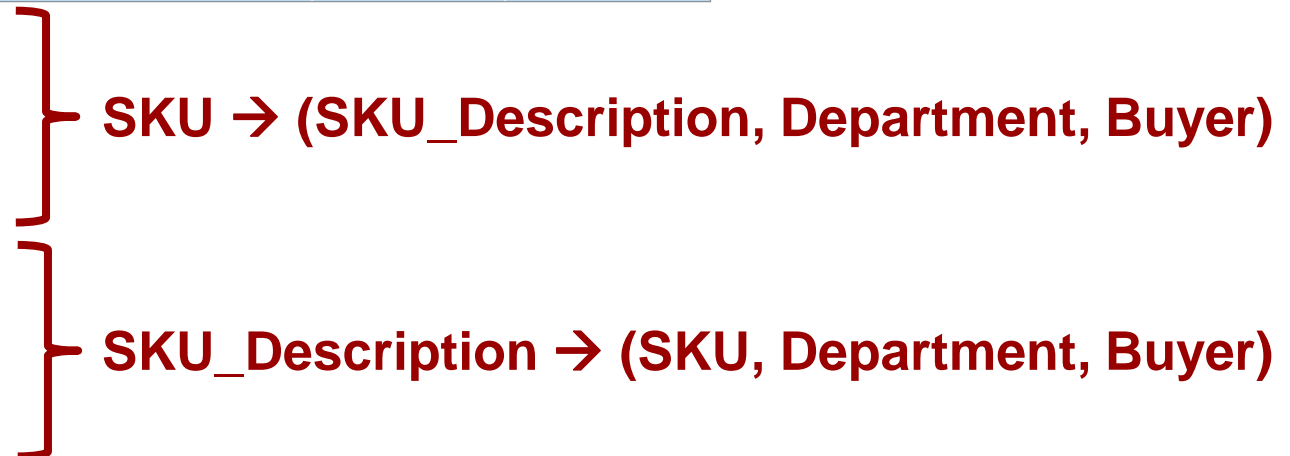 SKU → (SKU_Description, Department, Buyer)
SKU_Description → (SKU, Department, Buyer)